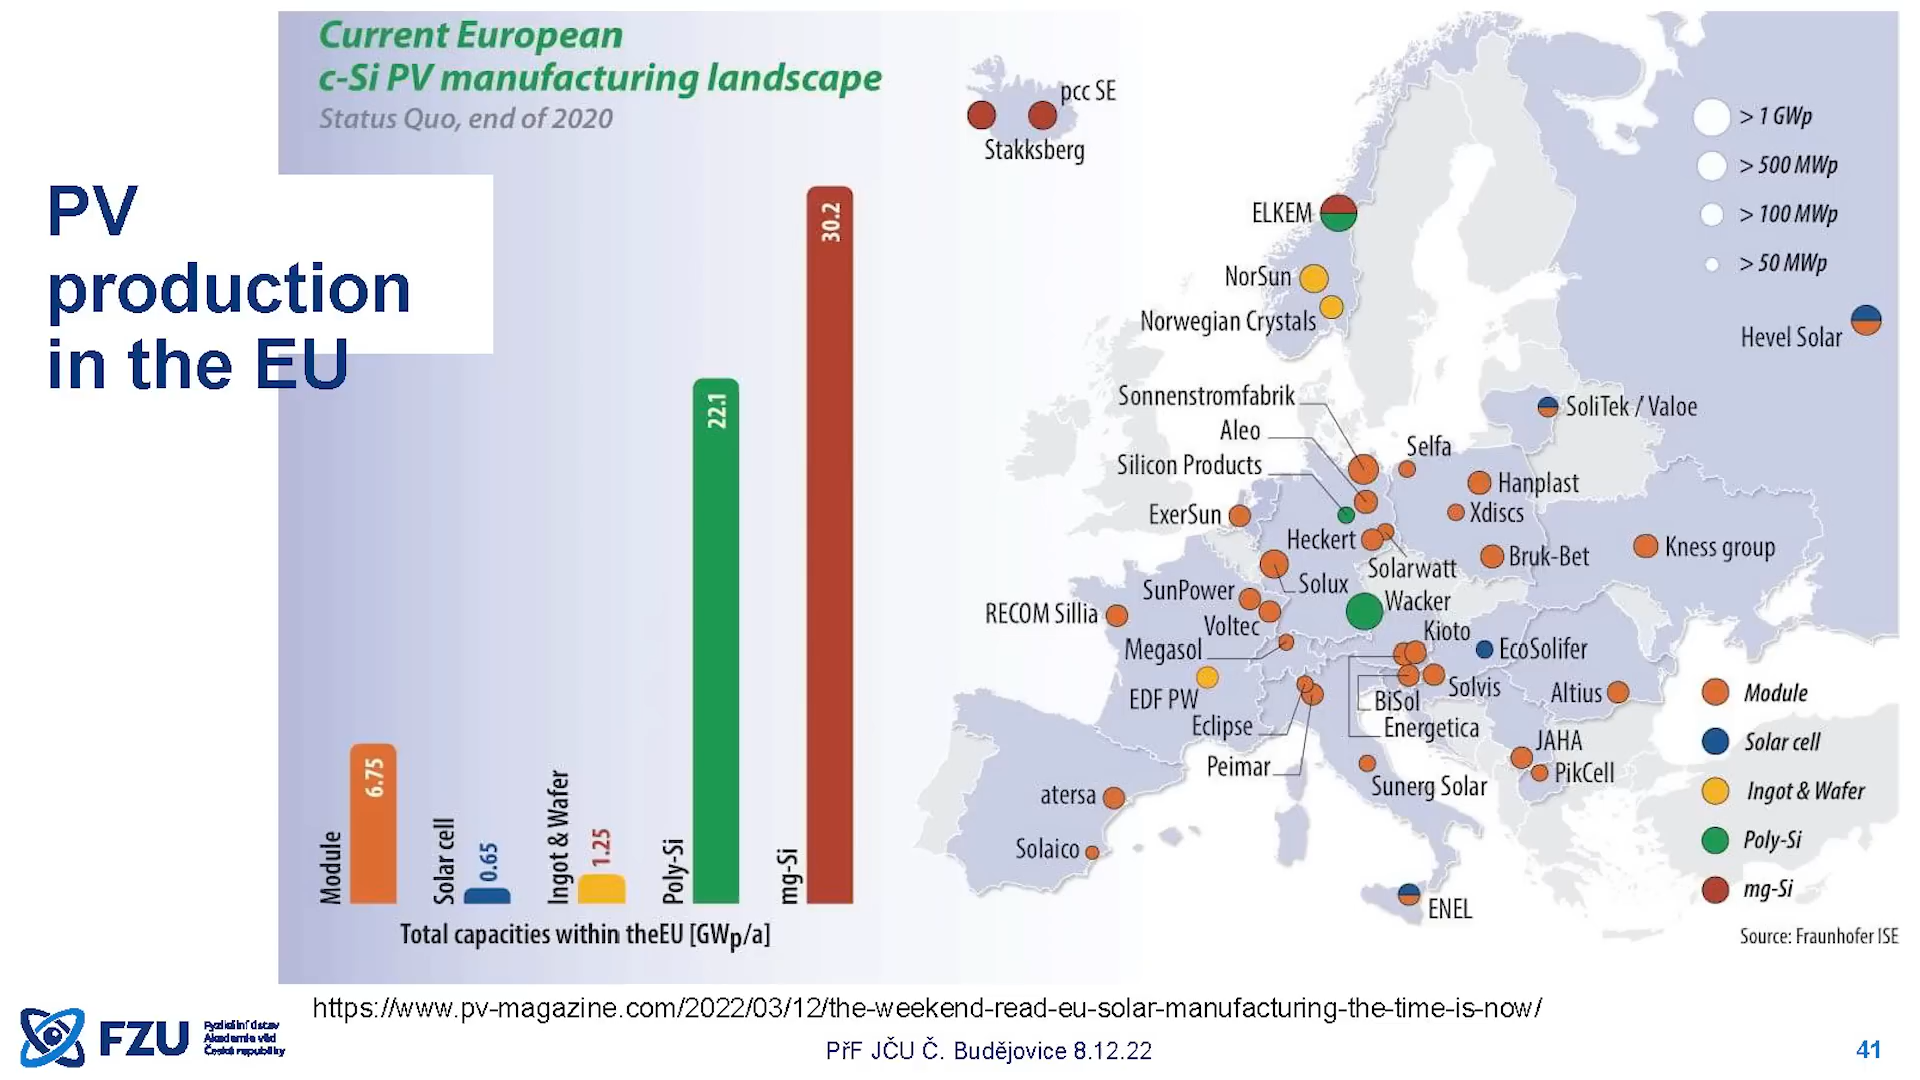 PV
production
in the EU
Current European
c-Si PV manufacturing landscape
Status Quo, end of 2020
Module
6.75
Solar cell
0.65
Ingot & Wafer
1.25
Poly-Si
22.1
mg-Si
30.2
Total capacities within theEU [GWp/a]
pcc SE
Stakksberg
ELKEM
NorSun
Norwegian Crystals
Sonnenstromfabrik
Aleo
Silicon Products
ExerSun
Heckert
Solarwatt
Solux
SunPower
RECOM Sillia
Voltec
Megasol
EDF PW
Eclipse
Peimar
atersa
Solaico
Selfa
Hanplast
Xdiscs
Bruk-Bet
Wacker
Kioto
EcoSolifer
Solvis
BiSol
Energetica
Sunerg Solar
ENEL
Altius
JAHA
PikCell
Kness group
SoliTek / Valoe
Hevel Solar
> 1 GWp
> 500 MWp
> 100 MWp
> 50 MWp
Module
Solar cell
Ingot & Wafer
Poly-Si
mg-Si
Source: Fraunhofer ISE
https://www.pv-magazine.com/2022/03/12/the-weekend-read-eu-solar-manufacturing-the-time-is-now/
FZU
Fyzikální ústav
Akademie věd
České republiky
PřF JČU Č. Budějovice 8.12.22
41